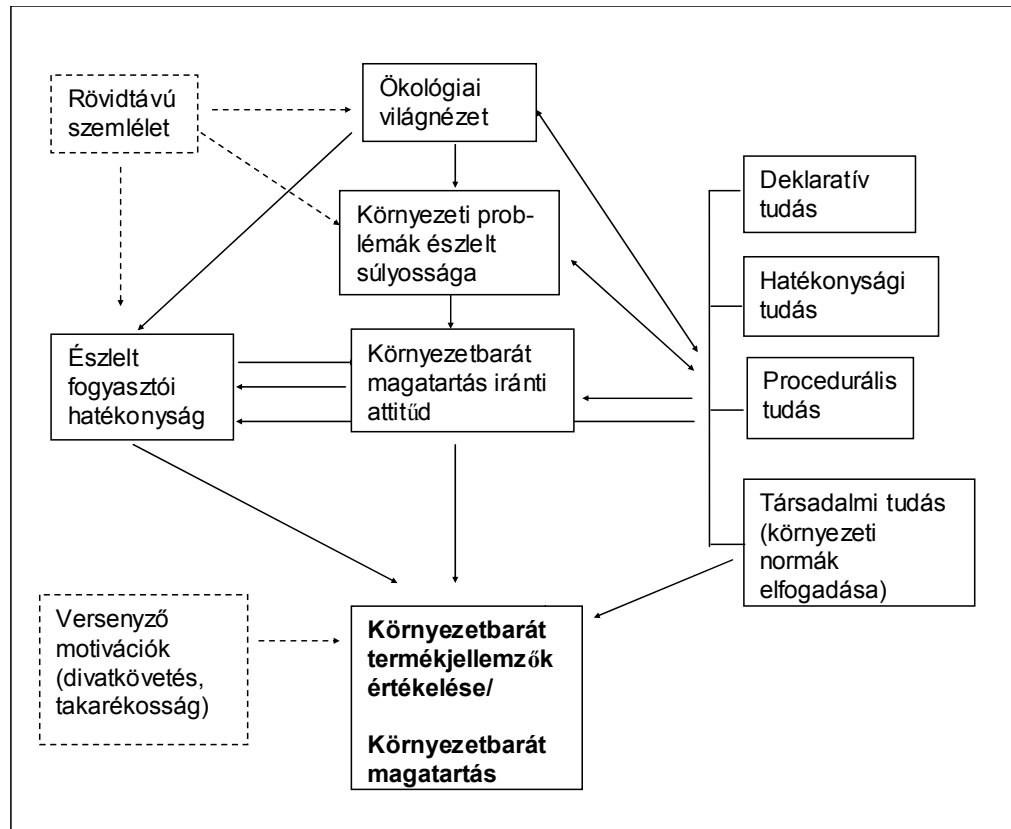 Rövidtávú
szemlélet
Ökológiai
világnézet
Környezeti prob-
lémák észlelt
súlyossága
Deklaratív
tudás
Hatékonysági
tudás
Észlelt
fogyasztói
hatékonyság
Környezetbarát
magatartás iránti
attitűd
Procedurális
tudás
Társadalmi tudás
(környezeti
normák
elfogadása)
Versenyző
motivációk
(divatkövetés,
takarékosság)
Környezetbarát
termékjellemzők
értékelése/
Környezetbarát
magatartás